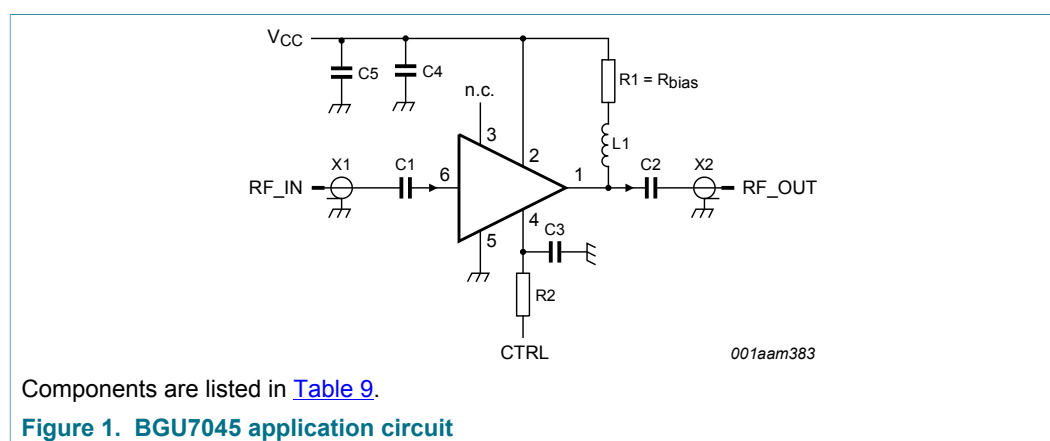 VCC
C5
C4
R1 = Rbias
n.c.
3
L1
2
X1
C1
C2
X2
RF_IN
6
1
RF_OUT
4
C3
5
R2
CTRL
001aam383
Components are listed in Table 9.
Figure 1. BGU7045 application circuit